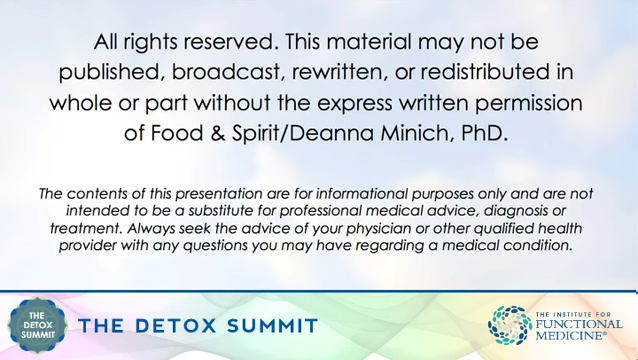 All rights reserved. This material may not be
published, broadcast, rewritten, or redistributed in
whole or part without the express written permission
of Food & Spirit/Deanna Minich, PhD.
The contents of this presentation are for informational purposes only and are not
intended to be a substitute for professional medical advice, diagnosis or
treatment. Always seek the advice of your physician or other qualified health
provider with any questions you may have regarding a medical condition.
THE
DETOX
SUMMIT
THE DETOX SUMMIT
THE INSTITUTE FOR
FUNCTIONAL
MEDICINE®